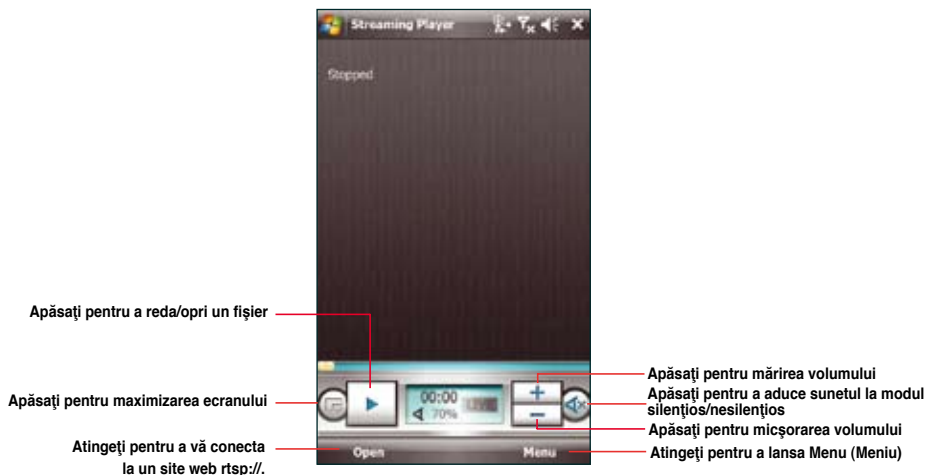 Streaming Player
Stopped
Apăsaţi pentru a reda/opri un fişier
Apăsaţi pentru maximizarea ecranului
Atingeţi pentru a vă conecta
la un site web rtsp://.
00:00
70%
LIVE
Open
Menu
Apăsaţi pentru mărirea volumului
Apăsaţi pentru a aduce sunetul la modul
silenţios/nesilenţios
Apăsaţi pentru micşorarea volumului
Atingeţi pentru a lansa Menu (Meniu)